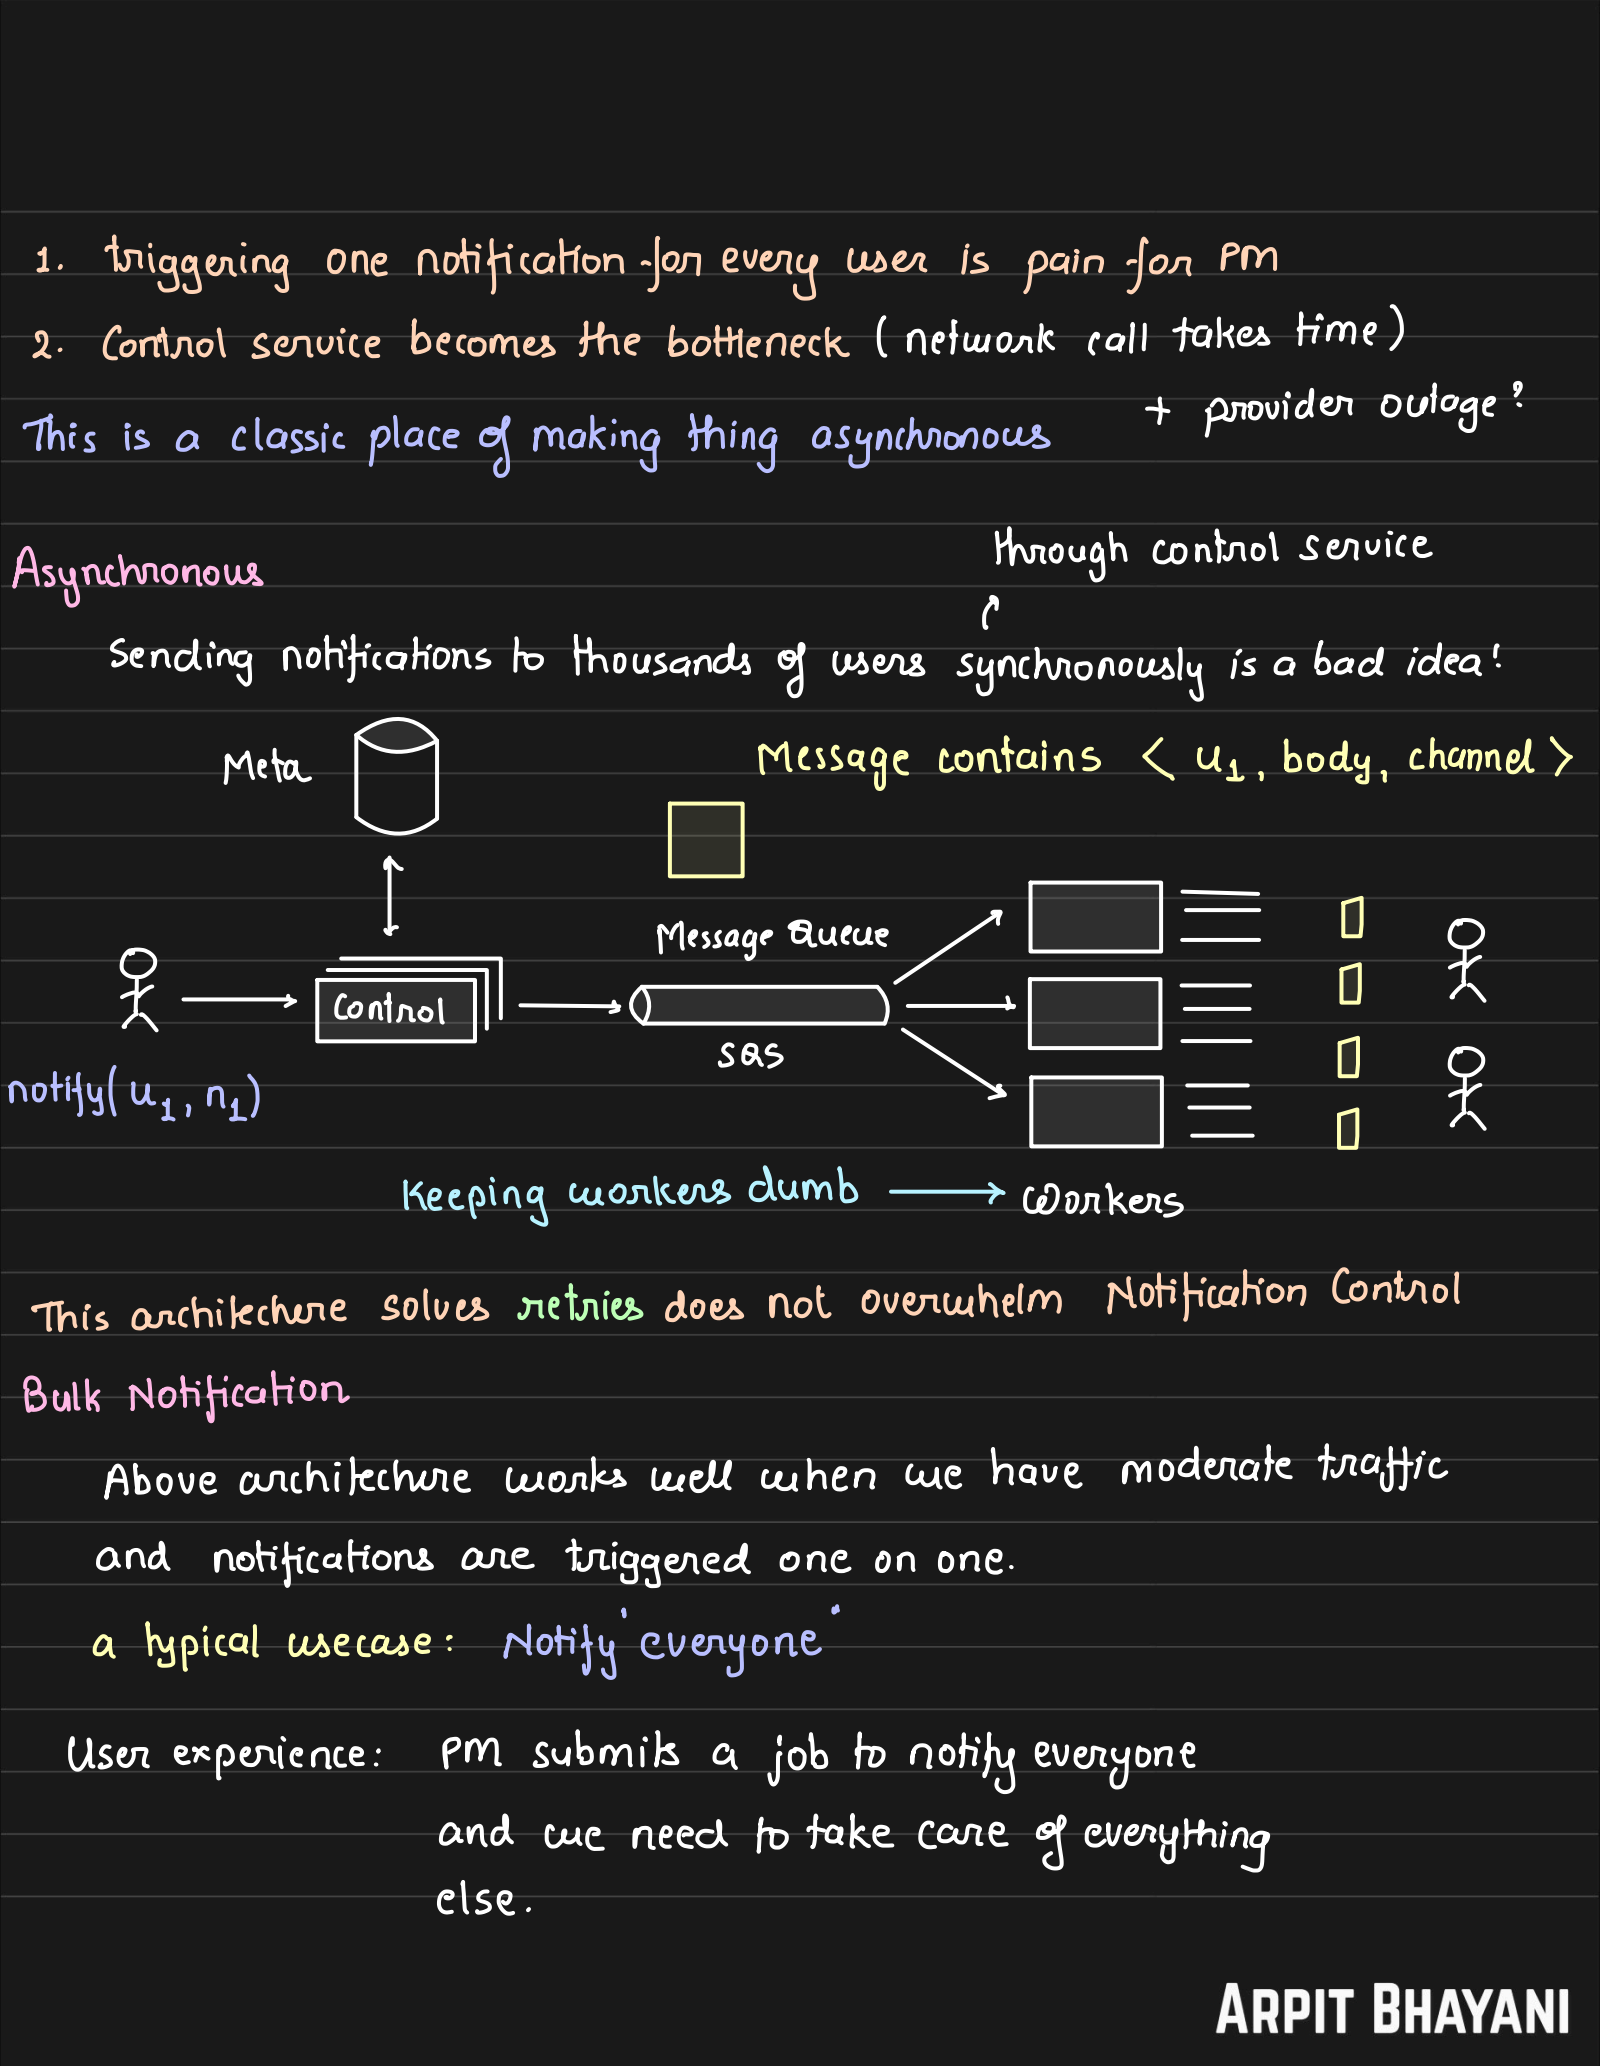 1. triggering one notification for every user is pain for PM
2. Control service becomes the bottleneck (network call takes time)
+ provider outage?
This is a classic place of making thing asynchronous
through control service
Asynchronous
Sending notifications to thousands of users synchronously is a bad idea!
Meta
Message contains < u1, body, channel >
Message Queue
Control
SQS
notify(u1, n1)
Keeping workers dumb → Workers
This architecture solves retries does not overwhelm Notification Control
Bulk Notification
Above architecture works well when we have moderate traffic
and notifications are triggered one on one.
a typical usecase: Notify "everyone"
User experience: PM submits a job to notify everyone
and we need to take care of everything
else.
ARPIT BHAYANI